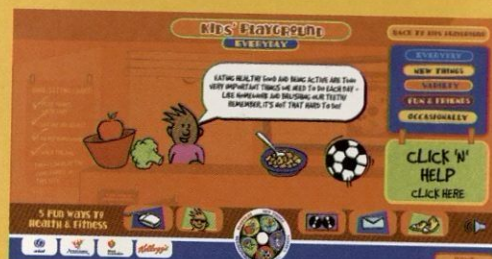 KIDS' PLAYGROUND
EVERYDAY
BACK TO KIDS PLAYGROUND
EVERYDAY
NEW THINGS
VARIETY
FUN & FRIENDS
OCCASIONALLY
EATING HEALTHY FOOD AND BEING ACTIVE ARE TWO
VERY IMPORTANT THINGS WE NEED TO DO EACH DAY -
LIKE HOMEWORK AND BRUSHING OUR TEETH!
REMEMBER, IT'S NOT THAT HARD TO DO!
CLICK 'N'
HELP
CLICK HERE
5 FUN WAYS TO
HEALTH & FITNESS
Kellogg's